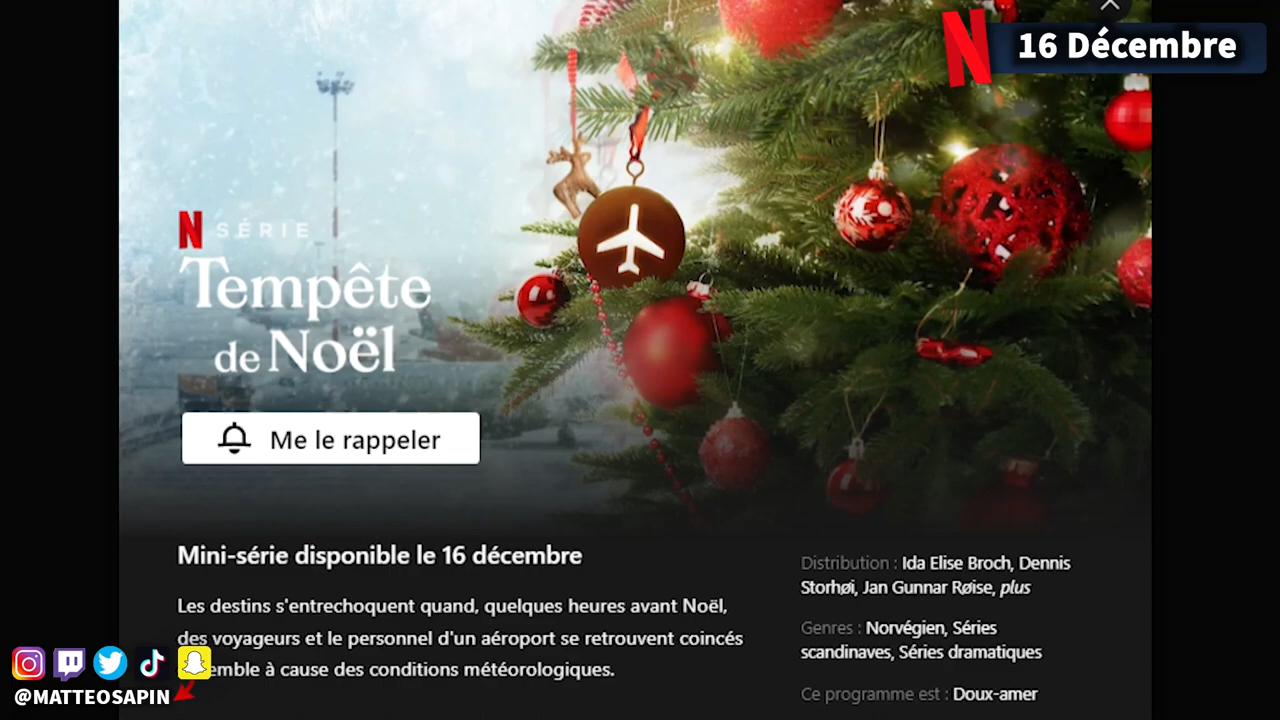 N 16 Décembre
N SÉRIE
Tempête
de Noël
Me le rappeler
Mini-série disponible le 16 décembre
Les destins s'entrechoquent quand, quelques heures avant Noël,
des voyageurs et le personnel d'un aéroport se retrouvent coincés
emble à cause des conditions météorologiques.
Distribution : Ida Elise Broch, Dennis
Storhøi, Jan Gunnar Røise, plus
Genres : Norvégien, Séries
scandinaves, Séries dramatiques
Ce programme est : Doux-amer
@MATTEOSAPIN